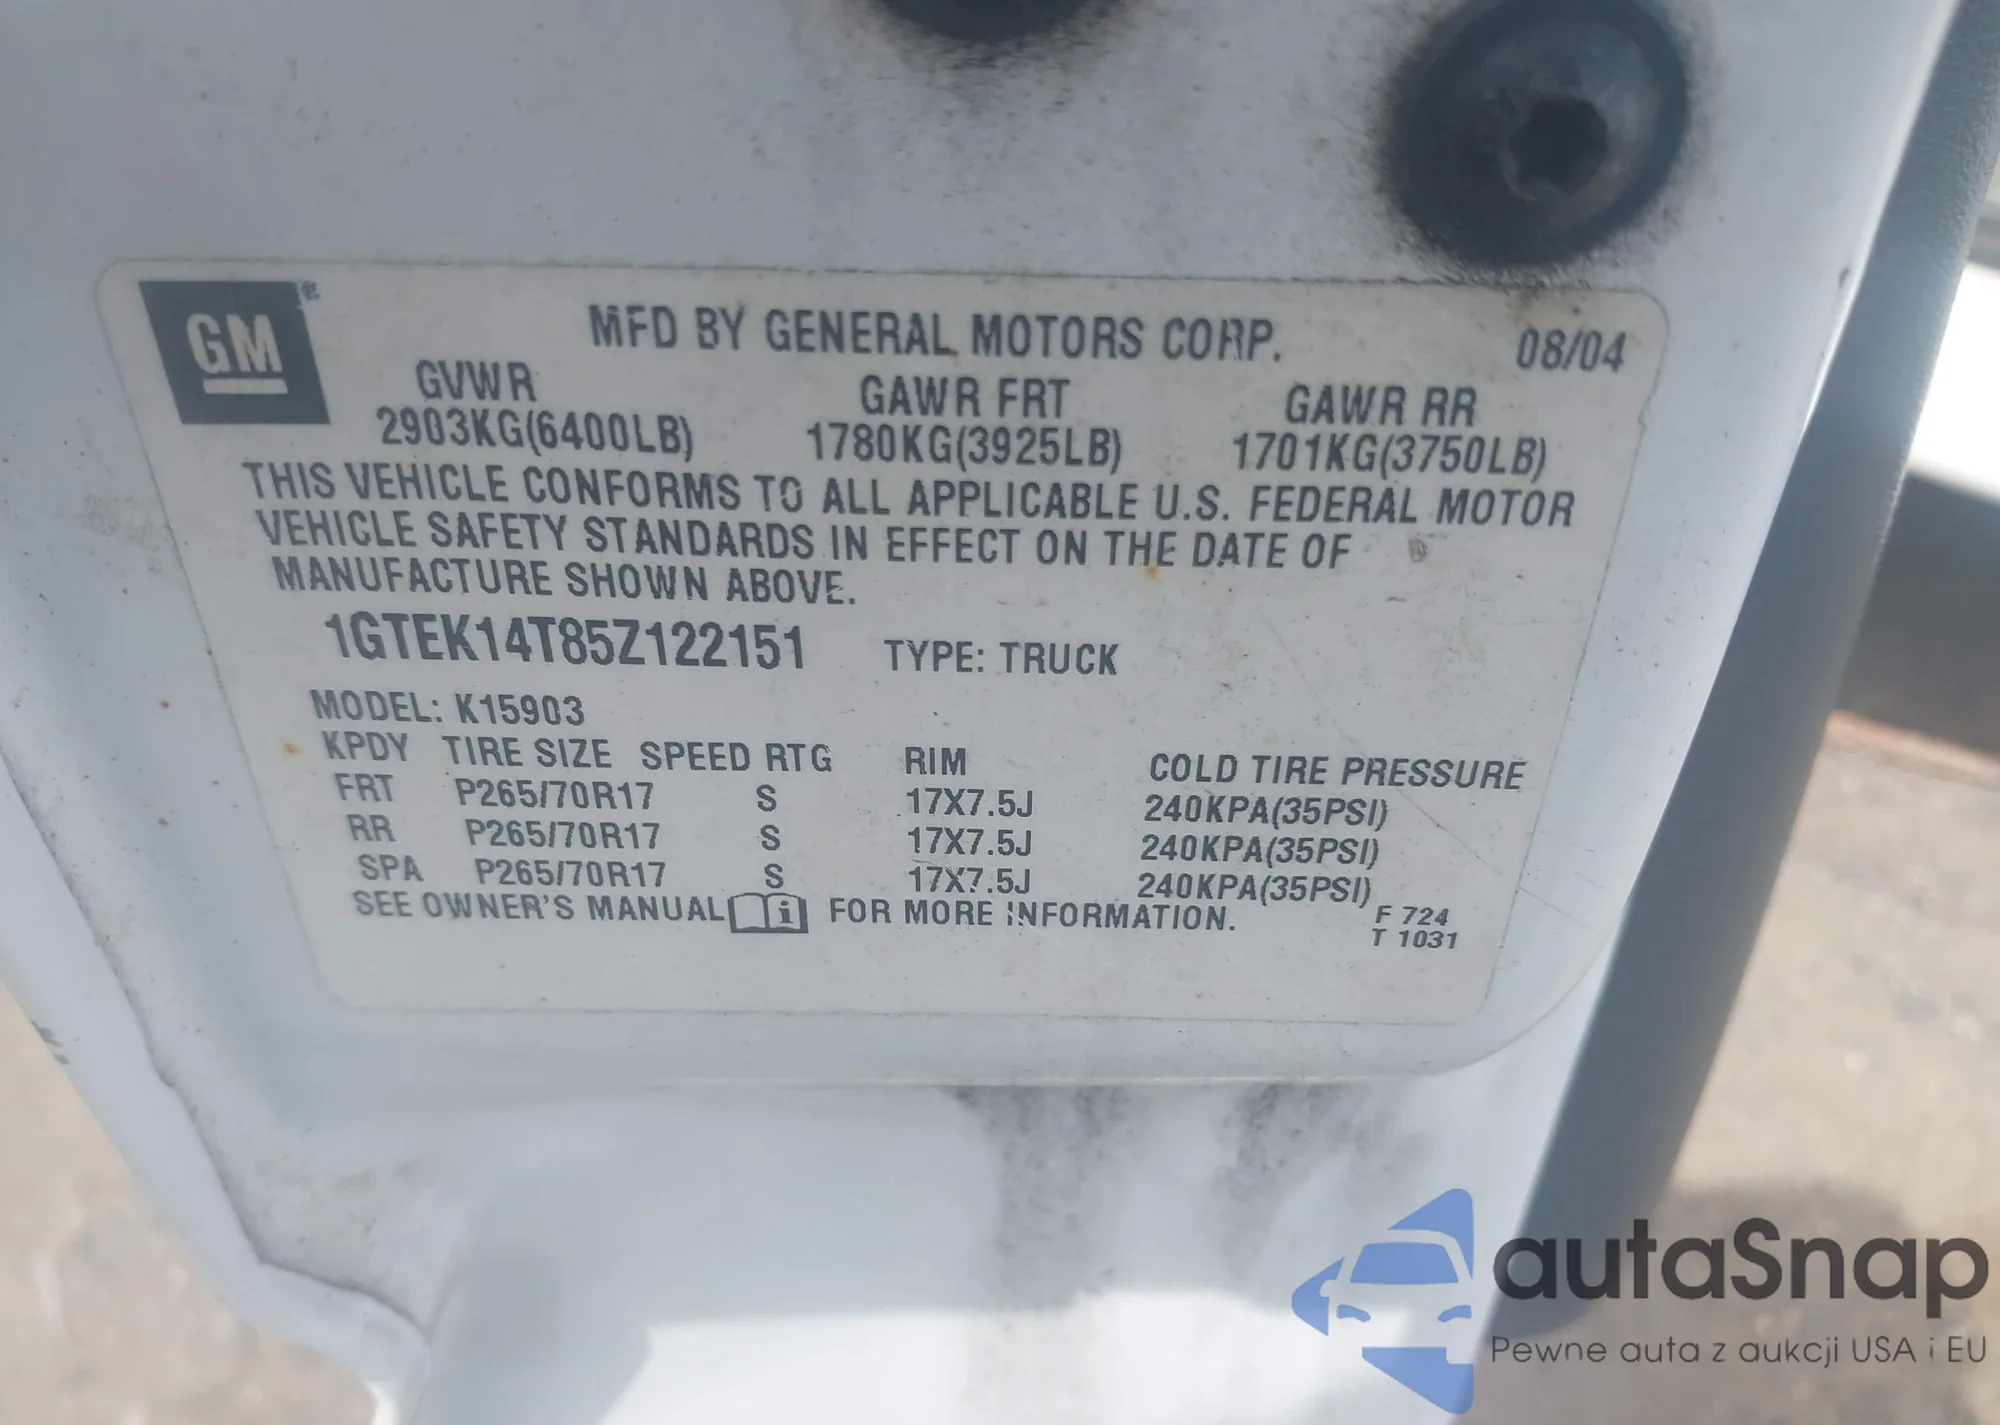 GM
MFD BY GENERAL MOTORS CORP. 08/04
GVWR GAWR FRT GAWR RR
2903KG(6400LB) 1780KG(3925LB) 1701KG(3750LB)
THIS VEHICLE CONFORMS TO ALL APPLICABLE U.S. FEDERAL MOTOR
VEHICLE SAFETY STANDARDS IN EFFECT ON THE DATE OF
MANUFACTURE SHOWN ABOVE.
1GTEK14T85Z122151 TYPE: TRUCK
MODEL: K15903
KPDY TIRE SIZE SPEED RTG RIM COLD TIRE PRESSURE
FRT P265/70R17 S 17X7.5J 240KPA(35PSI)
RR P265/70R17 S 17X7.5J 240KPA(35PSI)
SPA P265/70R17 S 17X7.5J 240KPA(35PSI)
SEE OWNER'S MANUAL i FOR MORE INFORMATION.
F 724
T 1031
autaSnap
Pewne auta z aukcji USA i EU